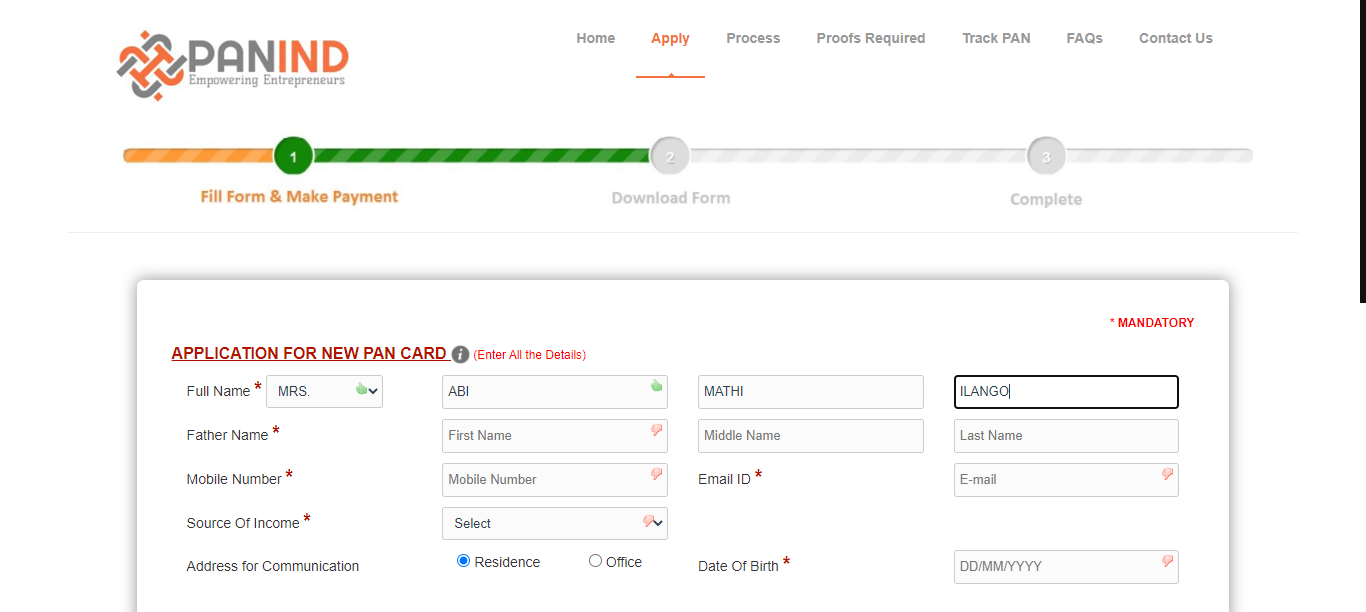 PANIND
Empowering Entrepreneurs
Home Apply Process Proofs Required Track PAN FAQs Contact Us
1 2 3
Fill Form & Make Payment Download Form Complete
* MANDATORY
APPLICATION FOR NEW PAN CARD i (Enter All the Details)
Full Name * MRS. ABI MATHI ILANGO
Father Name * First Name Middle Name Last Name
Mobile Number * Mobile Number Email ID * E-mail
Source Of Income * Select
Address for Communication Residence Office Date Of Birth * DD/MM/YYYY